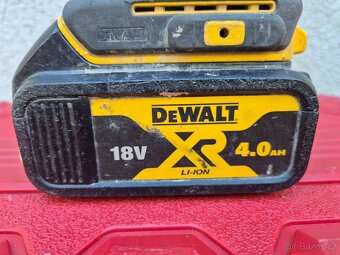 DEWALT
18V XR 4.0AH
LI-ION